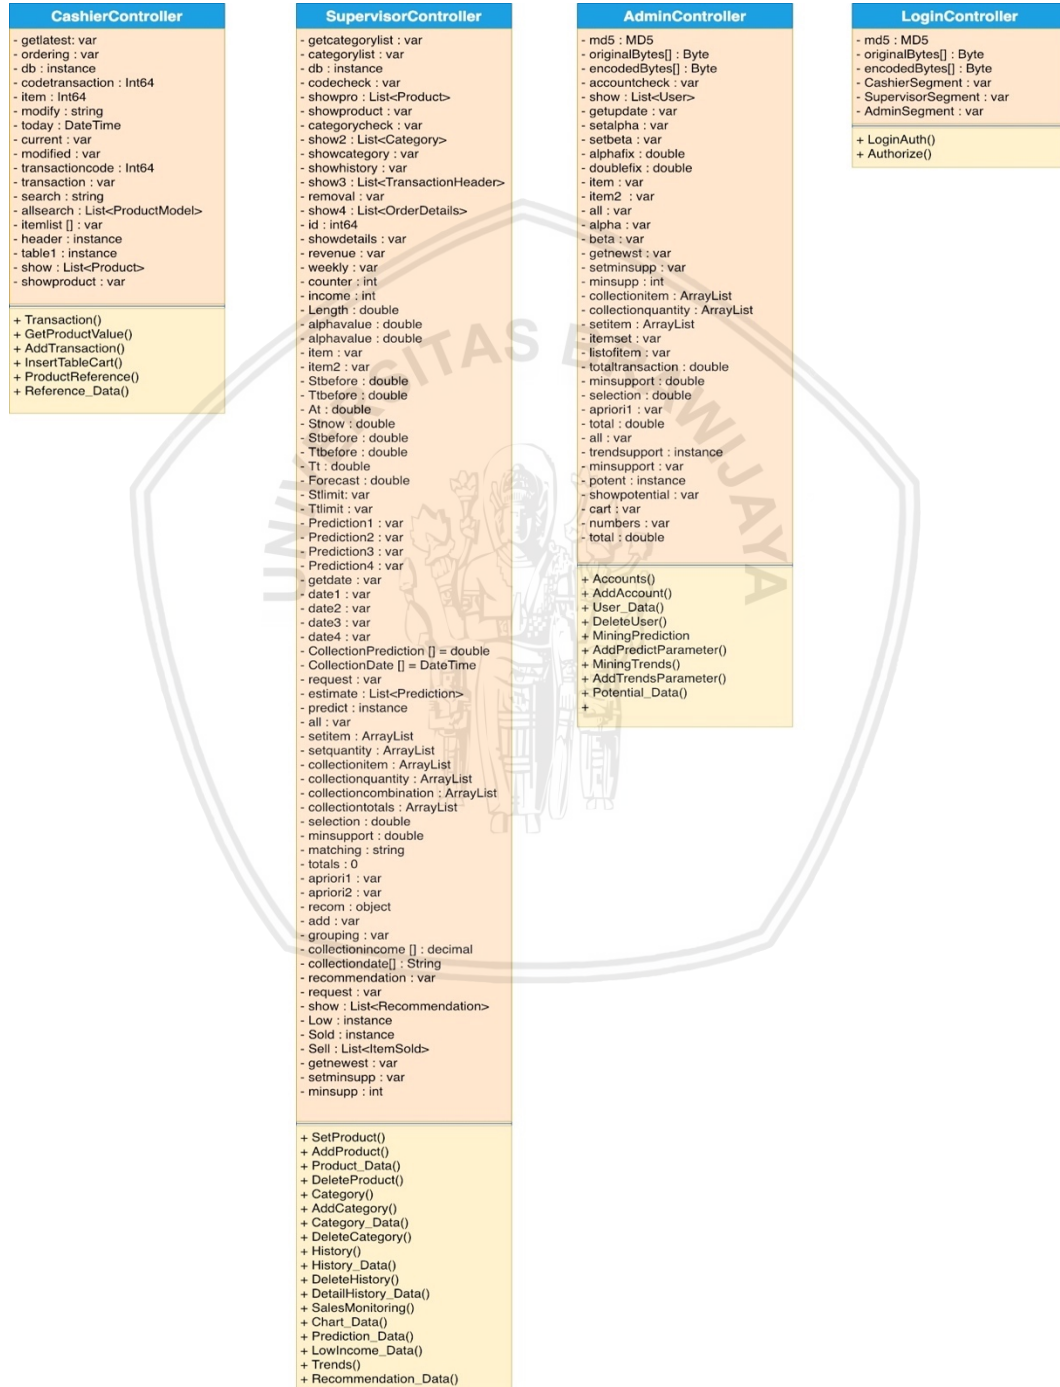 CashierController
- getlatest: var
- ordering : var
- db : instance
- codetransaction : Int64
- item : Int64
- modify : string
- today : DateTime
- current : var
- modified : var
- transactioncode : Int64
- transaction : var
- search : string
- allsearch : List<ProductModel>
- itemlist [] : var
- header : instance
- table1 : instance
- show : List<Product>
- showproduct : var
+ Transaction()
+ GetProductValue()
+ AddTransaction()
+ InsertTableCart()
+ ProductReference()
+ Reference_Data()
SupervisorController
- getcategorylist : var
- categorylist : var
- db : instance
- codecheck : var
- showpro : List<Product>
- showproduct : var
- categorycheck : var
- show2 : List<Category>
- showcategory : var
- showhistory : var
- show3 : List<TransactionHeader>
- removal : var
- show4 : List<OrderDetails>
- id : int64
- showdetails : var
- revenue : var
- weekly : var
- counter : int
- income : int
- Length : double
- alphavalue : double
- alphavalue : double
- item : var
- item2 : var
- Stbefore : double
- Ttbefore : double
- At : double
- Stnow : double
- Stbefore : double
- Ttbefore : double
- Tt : double
- Forecast : double
- Stlimit: var
- Ttlimit : var
- Prediction1 : var
- Prediction2 : var
- Prediction3 : var
- Prediction4 : var
- getdate : var
- date1 : var
- date2 : var
- date3 : var
- date4 : var
- CollectionPrediction [] = double
- CollectionDate [] = DateTime
- request : var
- estimate : List<Prediction>
- predict : instance
- all : var
- setitem : ArrayList
- setquantity : ArrayList
- collectionitem : ArrayList
- collectionquantity : ArrayList
- collectioncombination : ArrayList
- collectiontotals : ArrayList
- selection : double
- minsupport : double
- matching : string
- totals : 0
- apriori1 : var
- apriori2 : var
- recom : object
- add : var
- grouping : var
- collectionincome [] : decimal
- collectiondate[] : String
- recommendation : var
- request : var
- show : List<Recommendation>
- Low : instance
- Sold : instance
- Sell : List<ItemSold>
- getnewest : var
- setminsupp : var
- minsupp : int
+ SetProduct()
+ AddProduct()
+ Product_Data()
+ DeleteProduct()
+ Category()
+ AddCategory()
+ Category_Data()
+ DeleteCategory()
+ History()
+ History_Data()
+ DeleteHistory()
+ DetailHistory_Data()
+ SalesMonitoring()
+ Chart_Data()
+ Prediction_Data()
+ LowIncome_Data()
+ Trends()
+ Recommendation_Data()
AdminController
- md5 : MD5
- originalBytes[] : Byte
- encodedBytes[] : Byte
- accountcheck : var
- show : List<User>
- getupdate : var
- setalpha : var
- setbeta : var
- alphafix : double
- doublefix : double
- item : var
- item2 : var
- all : var
- alpha : var
- beta : var
- getnewst : var
- setminsupp : var
- minsupp : int
- collectionitem : ArrayList
- collectionquantity : ArrayList
- setitem : ArrayList
- itemset : var
- listofitem : var
- totaltransaction : double
- minsupport : double
- selection : double
- apriori1 : var
- total : double
- all : var
- trendsupport : instance
- minsupport : var
- potent : instance
- showpotential : var
- cart : var
- numbers : var
- total : double
+ Accounts()
+ AddAccount()
+ User_Data()
+ DeleteUser()
+ MiningPrediction
+ AddPredictParameter()
+ MiningTrends()
+ AddTrendsParameter()
+ Potential_Data()
+
LoginController
- md5 : MD5
- originalBytes[] : Byte
- encodedBytes[] : Byte
- CashierSegment : var
- SupervisorSegment : var
- AdminSegment : var
+ LoginAuth()
+ Authorize()
UNIVERSITAS BRAWIJAYA